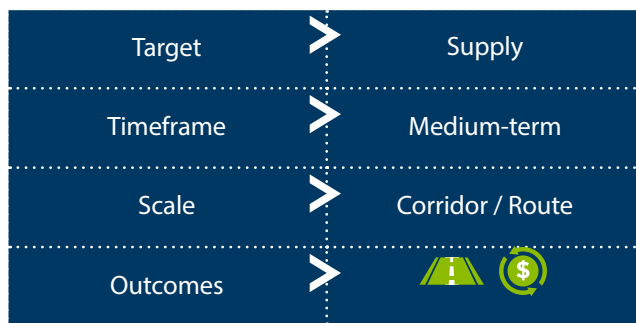 Target Supply
Timeframe Medium-term
Scale Corridor / Route
Outcomes $